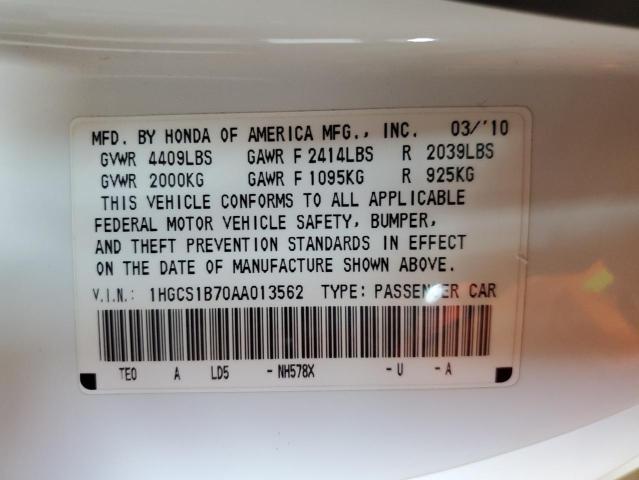 MFD. BY HONDA OF AMERICA MFG., INC. 03/'10
GVWR 4409LBS GAWR F 2414LBS R 2039LBS
GVWR 2000KG GAWR F 1095KG R 925KG
THIS VEHICLE CONFORMS TO ALL APPLICABLE
FEDERAL MOTOR VEHICLE SAFETY, BUMPER,
AND THEFT PREVENTION STANDARDS IN EFFECT
ON THE DATE OF MANUFACTURE SHOWN ABOVE.
V.I.N.: 1HGCS1B70AA013562 TYPE: PASSENGER CAR
TE0 A LD5 - NH578X - U - A